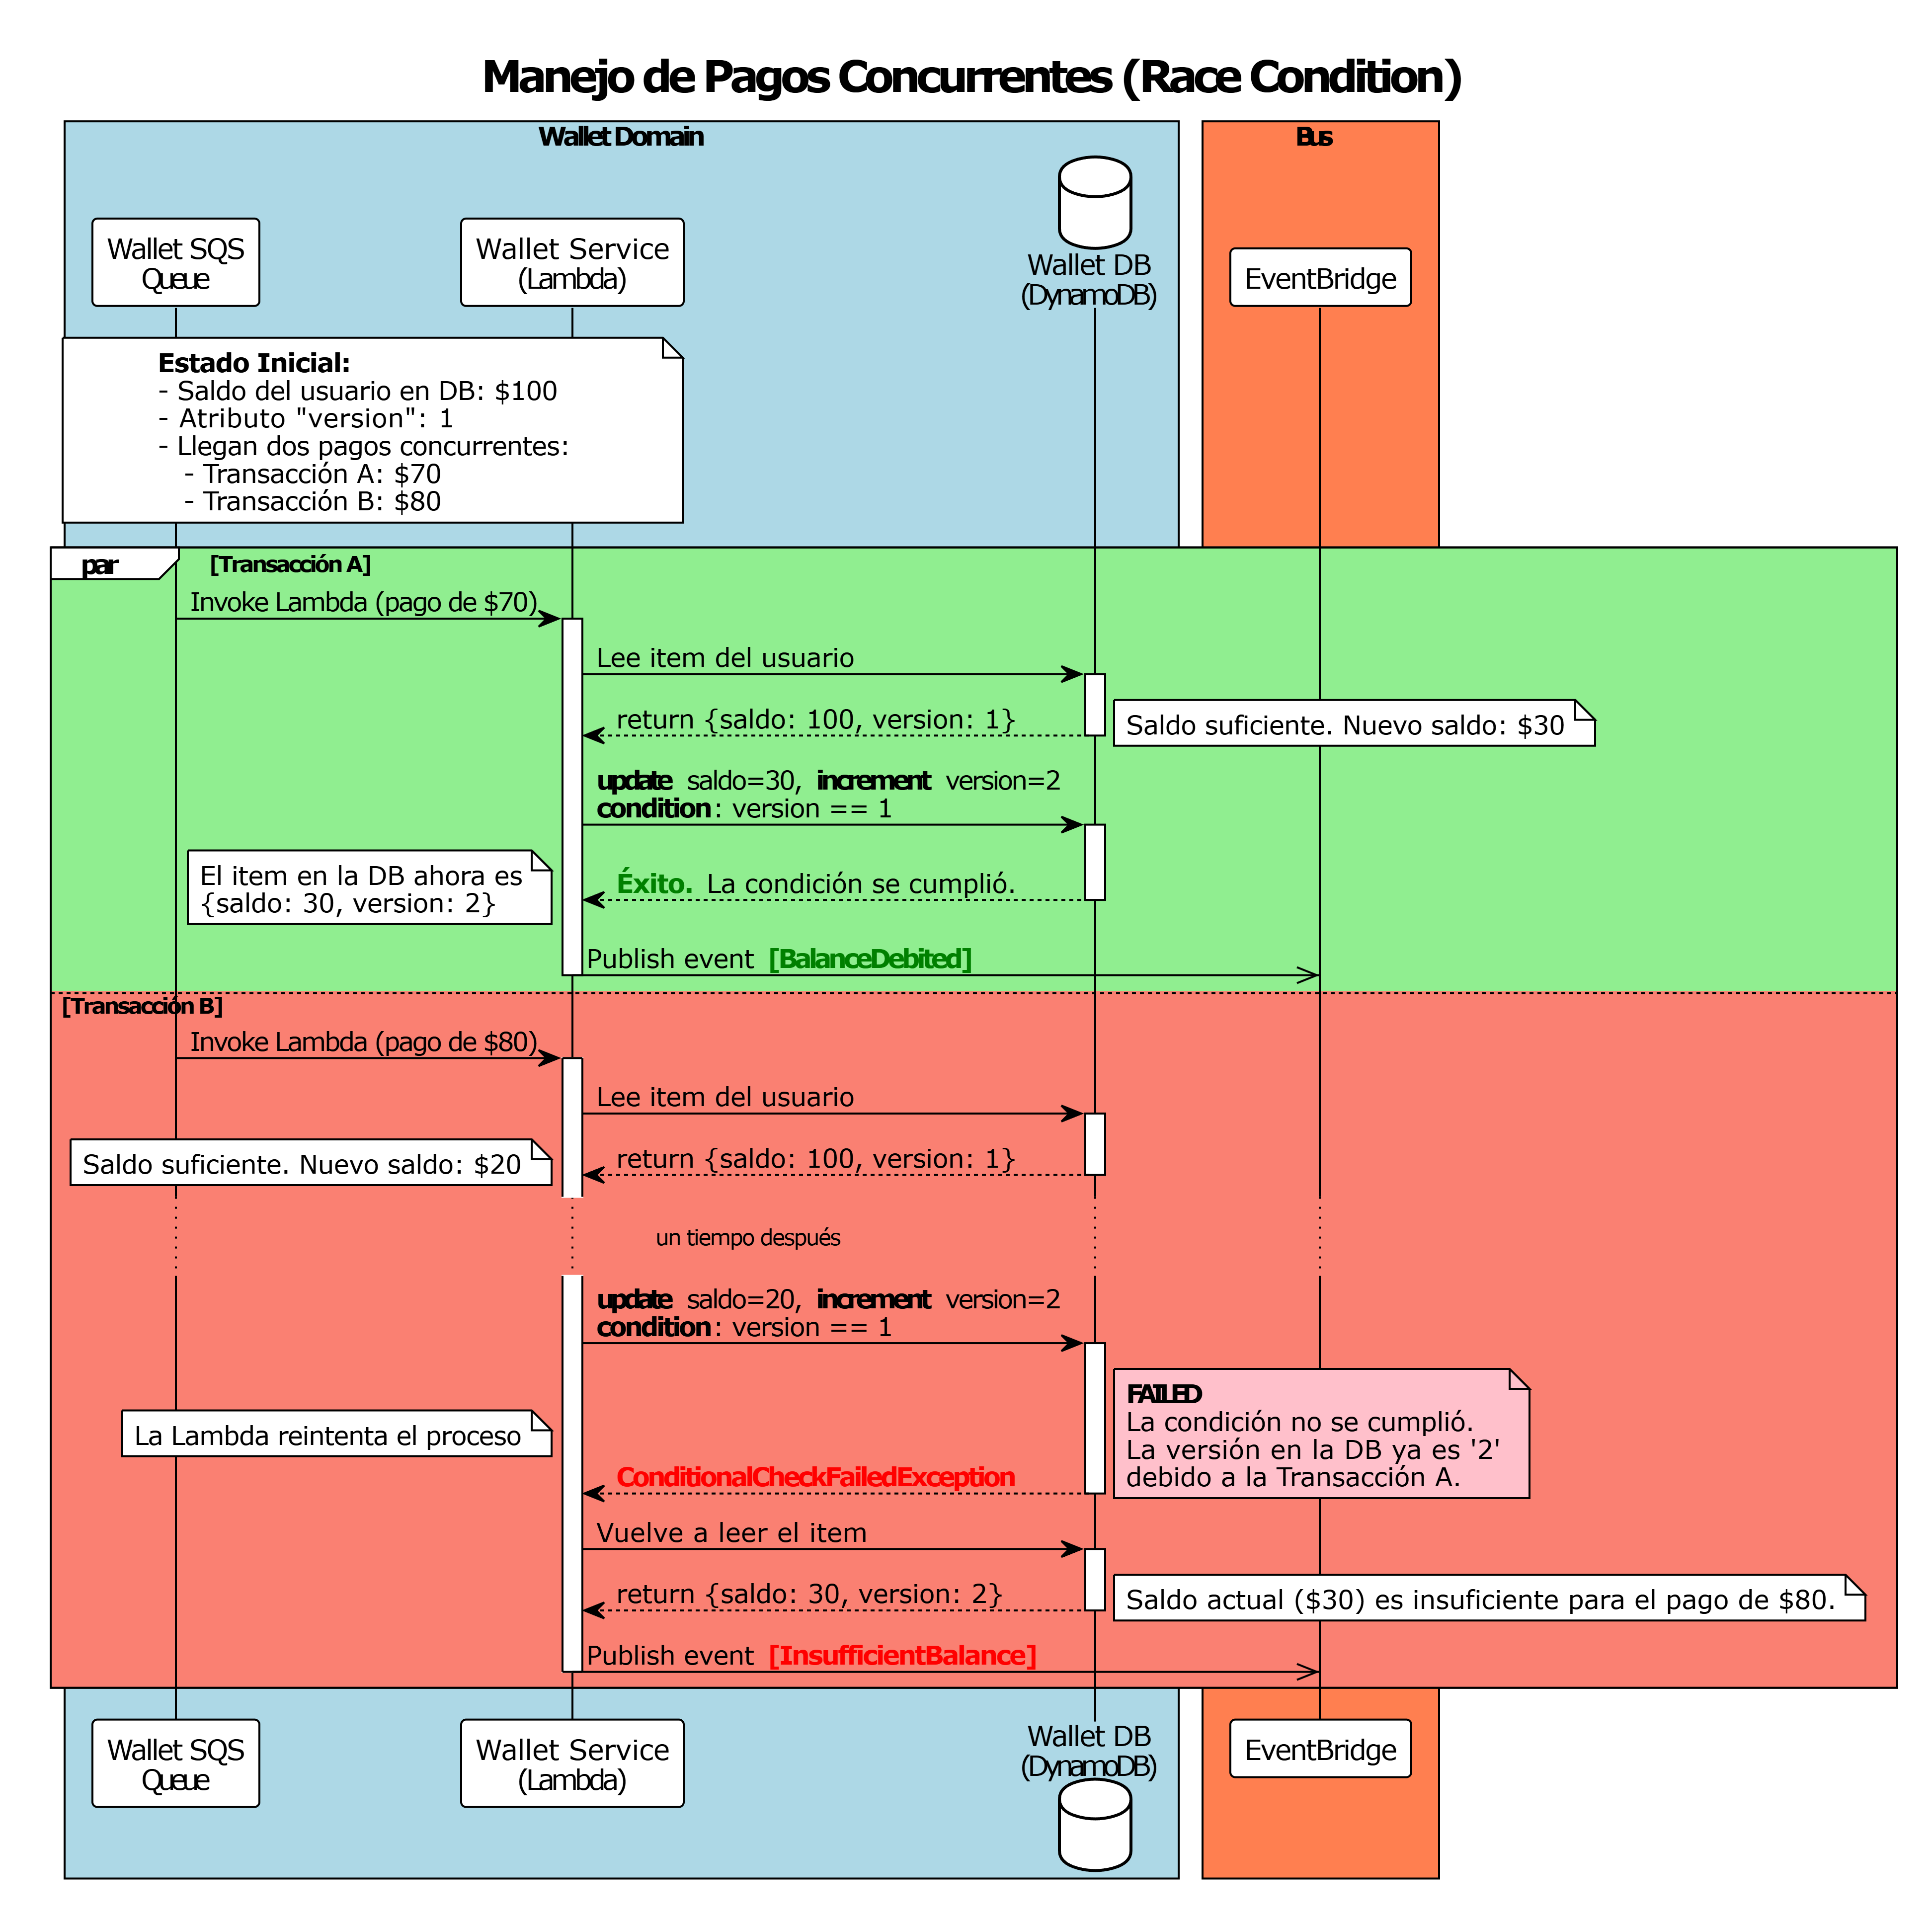 Manejo de Pagos Concurrentes (Race Condition)
Wallet Domain
Bus
Wallet SQS
Queue
Wallet Service
(Lambda)
Wallet DB
(DynamoDB)
EventBridge
Estado Inicial:
- Saldo del usuario en DB: $100
- Atributo "version": 1
- Llegan dos pagos concurrentes:
- Transacción A: $70
- Transacción B: $80
par
[Transacción A]
Invoke Lambda (pago de $70)
Lee item del usuario
return {saldo: 100, version: 1}
Saldo suficiente. Nuevo saldo: $30
update saldo=30, increment version=2
condition: version == 1
El item en la DB ahora es
{saldo: 30, version: 2}
Éxito. La condición se cumplió.
Publish event [BalanceDebited]
[Transacción B]
Invoke Lambda (pago de $80)
Lee item del usuario
Saldo suficiente. Nuevo saldo: $20
return {saldo: 100, version: 1}
un tiempo después
update saldo=20, increment version=2
condition: version == 1
FAILED
La condición no se cumplió.
La versión en la DB ya es '2'
debido a la Transacción A.
La Lambda reintenta el proceso
ConditionalCheckFailedException
Vuelve a leer el item
return {saldo: 30, version: 2}
Saldo actual ($30) es insuficiente para el pago de $80.
Publish event [InsufficientBalance]
Wallet SQS
Queue
Wallet Service
(Lambda)
Wallet DB
(DynamoDB)
EventBridge